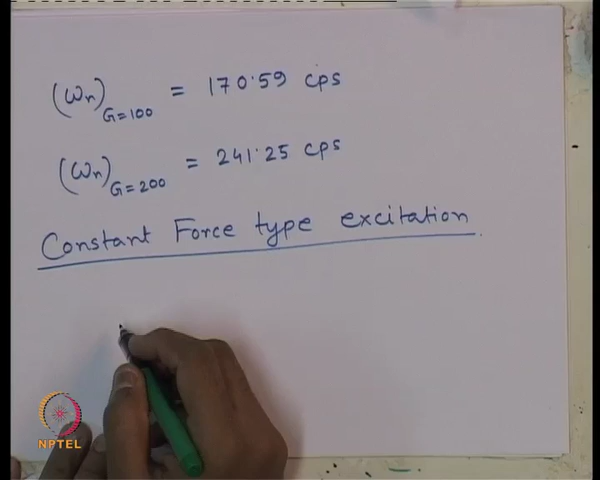 (ωn)G=100 = 170.59 cps
(ωn)G=200 = 241.25 cps
Constant Force type excitation.
NPTEL